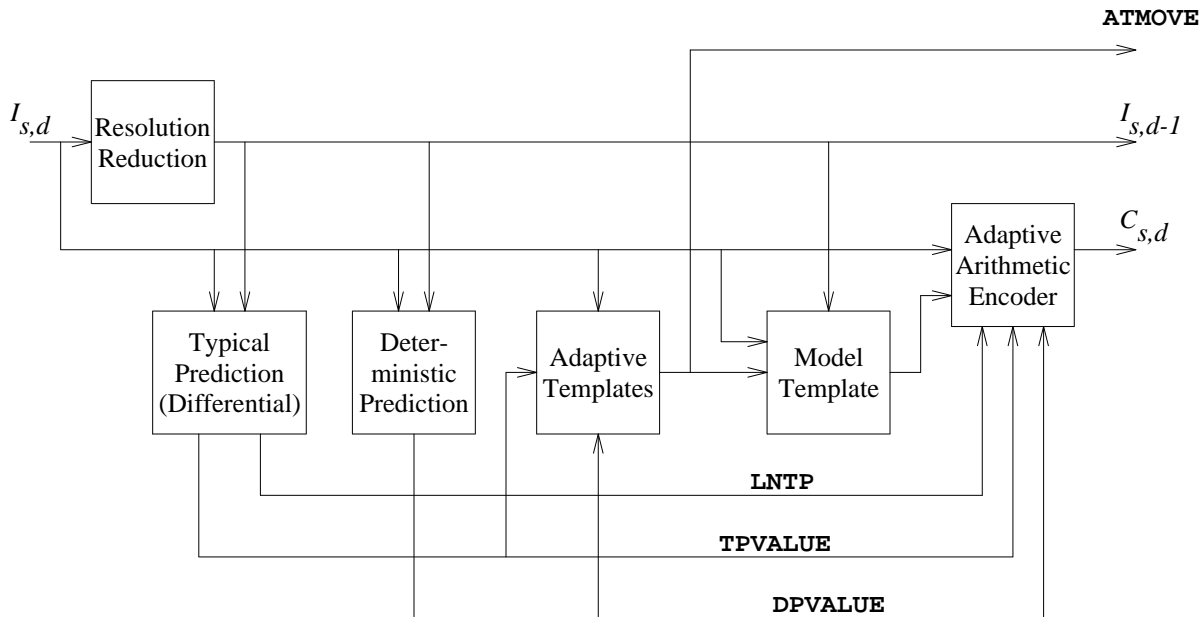 ATMOVE
I_{s,d}
Resolution
Reduction
I_{s,d-1}
Adaptive
Arithmetic
Encoder
C_{s,d}
Typical
Prediction
(Differential)
Deter-
ministic
Prediction
Adaptive
Templates
Model
Template
LNTP
TPVALUE
DPVALUE